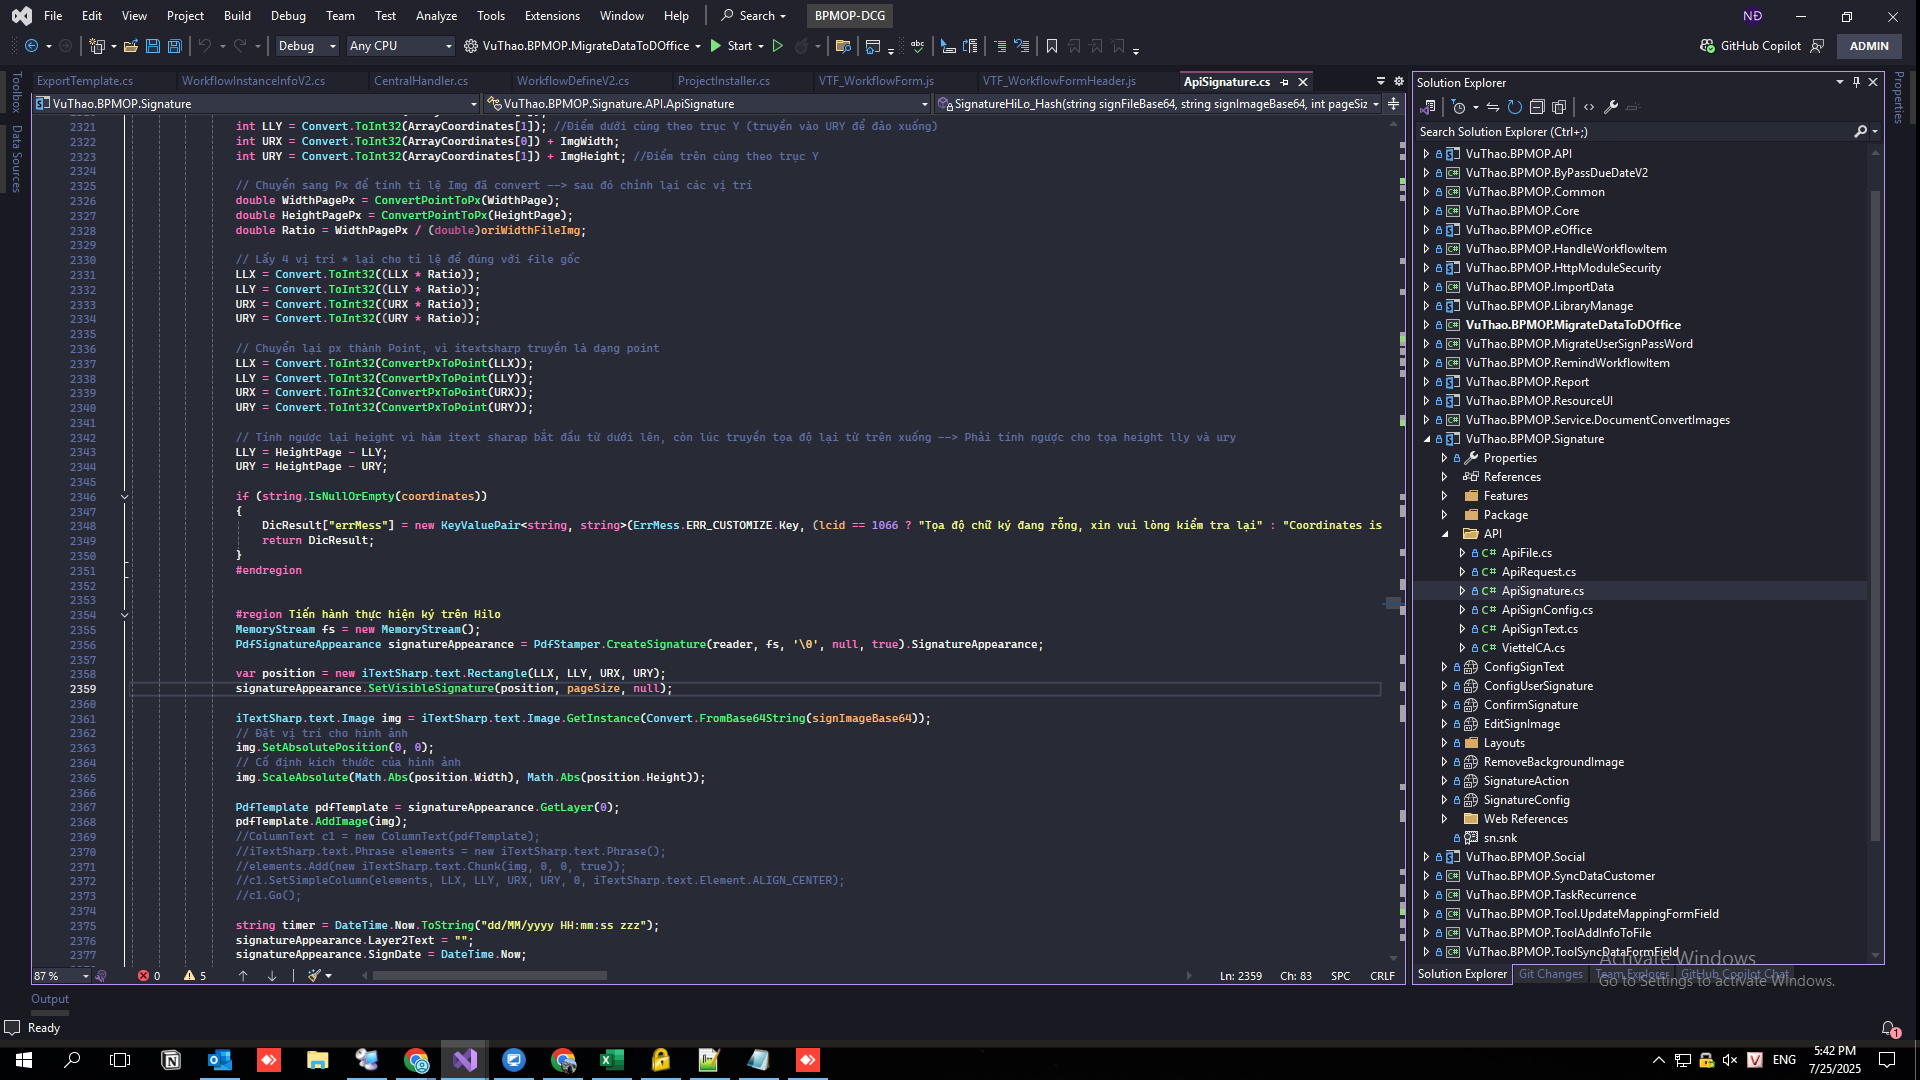 File Edit View Project Build Debug Team Test Analyze Tools Extensions Window Help Search BPMOP-DCG NĐ
Debug Any CPU VuThao.BPMOP.MigrateDataToDOffice Start GitHub Copilot ADMIN
ExportTemplate.cs WorkflowInstanceInfoV2.cs CentralHandler.cs WorkflowDefineV2.cs ProjectInstaller.cs VTF_WorkflowForm.js VTF_WorkflowFormHeader.js ApiSignature.cs
VuThao.BPMOP.Signature VuThao.BPMOP.Signature.API.ApiSignature SignatureHiLo_Hash(string signFileBase64, string signImageBase64, int pageSiz
Toolbox
Data Sources
2321 int LLY = Convert.ToInt32(ArrayCoordinates[1]); //Điểm dưới cùng theo trục Y (truyền vào URY để đảo xuống)
2322 int URX = Convert.ToInt32(ArrayCoordinates[0]) + ImgWidth;
2323 int URY = Convert.ToInt32(ArrayCoordinates[1]) + ImgHeight; //Điểm trên cùng theo trục Y
2324
2325 // Chuyển sang Px để tính tỉ lệ Img đã convert --> sau đó chỉnh lại các vị trí
2326 double WidthPagePx = ConvertPointToPx(WidthPage);
2327 double HeightPagePx = ConvertPointToPx(HeightPage);
2328 double Ratio = WidthPagePx / (double)oriWidthFileImg;
2329
2330 // Lấy 4 vị trí * lại cho tỉ lệ để đúng với file gốc
2331 LLX = Convert.ToInt32((LLX * Ratio));
2332 LLY = Convert.ToInt32((LLY * Ratio));
2333 URX = Convert.ToInt32((URX * Ratio));
2334 URY = Convert.ToInt32((URY * Ratio));
2335
2336 // Chuyển lại px thành Point, vì itextsharp truyền là dạng point
2337 LLX = Convert.ToInt32(ConvertPxToPoint(LLX));
2338 LLY = Convert.ToInt32(ConvertPxToPoint(LLY));
2339 URX = Convert.ToInt32(ConvertPxToPoint(URX));
2340 URY = Convert.ToInt32(ConvertPxToPoint(URY));
2341
2342 // Tính ngược lại height vì hàm itext sharap bắt đầu từ dưới lên, còn lúc truyền tọa độ lại từ trên xuống --> Phải tính ngược cho tọa height lly và ury
2343 LLY = HeightPage - LLY;
2344 URY = HeightPage - URY;
2345
2346 if (string.IsNullOrEmpty(coordinates))
2347 {
2348 DicResult["errMess"] = new KeyValuePair<string, string>(ErrMess.ERR_CUSTOMIZE.Key, (lcid == 1066 ? "Tọa độ chữ ký đang rỗng, xin vui lòng kiểm tra lại" : "Coordinates is
2349 return DicResult;
2350 }
2351 #endregion
2352
2353
2354 #region Tiến hành thực hiện ký trên Hilo
2355 MemoryStream fs = new MemoryStream();
2356 PdfSignatureAppearance signatureAppearance = PdfStamper.CreateSignature(reader, fs, '\0', null, true).SignatureAppearance;
2357
2358 var position = new iTextSharp.text.Rectangle(LLX, LLY, URX, URY);
2359 signatureAppearance.SetVisibleSignature(position, pageSize, null);
2360
2361 iTextSharp.text.Image img = iTextSharp.text.Image.GetInstance(Convert.FromBase64String(signImageBase64));
2362 // Đặt vị trí cho hình ảnh
2363 img.SetAbsolutePosition(0, 0);
2364 // Cố định kích thước của hình ảnh
2365 img.ScaleAbsolute(Math.Abs(position.Width), Math.Abs(position.Height));
2366
2367 PdfTemplate pdfTemplate = signatureAppearance.GetLayer(0);
2368 pdfTemplate.AddImage(img);
2369 //ColumnText c1 = new ColumnText(pdfTemplate);
2370 //iTextSharp.text.Phrase elements = new iTextSharp.text.Phrase();
2371 //elements.Add(new iTextSharp.text.Chunk(img, 0, 0, true));
2372 //c1.SetSimpleColumn(elements, LLX, LLY, URX, URY, 0, iTextSharp.text.Element.ALIGN_CENTER);
2373 //c1.Go();
2374
2375 string timer = DateTime.Now.ToString("dd/MM/yyyy HH:mm:ss zzz");
2376 signatureAppearance.Layer2Text = "";
2377 signatureAppearance.SignDate = DateTime.Now;
87 % 0 5 Ln: 2359 Ch: 83 SPC CRLF
Solution Explorer
Search Solution Explorer (Ctrl+;)
VuThao.BPMOP.API
VuThao.BPMOP.ByPassDueDateV2
VuThao.BPMOP.Common
VuThao.BPMOP.Core
VuThao.BPMOP.eOffice
VuThao.BPMOP.HandleWorkflowItem
VuThao.BPMOP.HttpModuleSecurity
VuThao.BPMOP.ImportData
VuThao.BPMOP.LibraryManage
VuThao.BPMOP.MigrateDataToDOffice
VuThao.BPMOP.MigrateUserSignPassWord
VuThao.BPMOP.RemindWorkflowItem
VuThao.BPMOP.Report
VuThao.BPMOP.ResourceUI
VuThao.BPMOP.Service.DocumentConvertImages
VuThao.BPMOP.Signature
Properties
References
Features
Package
API
C# ApiFile.cs
C# ApiRequest.cs
C# ApiSignature.cs
C# ApiSignConfig.cs
C# ApiSignText.cs
C# ViettelCA.cs
ConfigSignText
ConfigUserSignature
ConfirmSignature
EditSignImage
Layouts
RemoveBackgroundImage
SignatureAction
SignatureConfig
Web References
sn.snk
VuThao.BPMOP.Social
VuThao.BPMOP.SyncDataCustomer
VuThao.BPMOP.TaskRecurrence
VuThao.BPMOP.Tool.UpdateMappingFormField
VuThao.BPMOP.ToolAddInfoToFile
VuThao.BPMOP.ToolSyncDataFormField
Solution Explorer Git Changes Team Explorer GitHub Copilot Chat
Properties
Activate Windows
Go to Settings to activate Windows.
Output
Ready 1
ENG 5:42 PM
7/25/2025